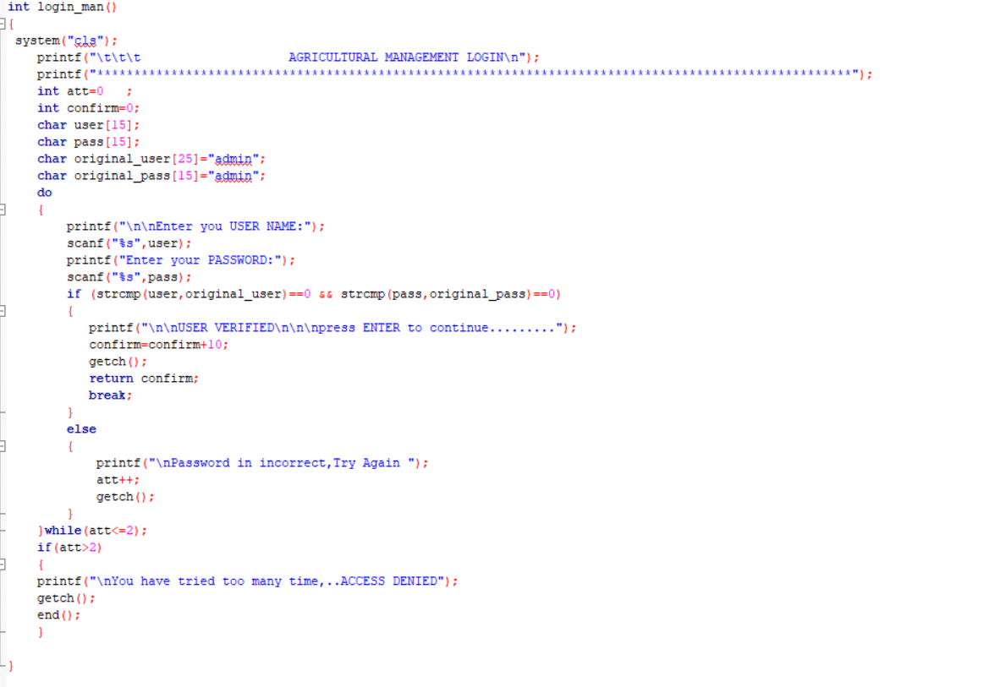 int login_man()
{
 system("cls");
    printf("\t\t\t                    AGRICULTURAL MANAGEMENT LOGIN\n");
    printf("******************************************************************************************************");
    int att=0   ;
    int confirm=0;
    char user[15];
    char pass[15];
    char original_user[25]="admin";
    char original_pass[15]="admin";
    do
    {
        printf("\n\nEnter you USER NAME:");
        scanf("%s",user);
        printf("Enter your PASSWORD:");
        scanf("%s",pass);
        if (strcmp(user,original_user)==0 && strcmp(pass,original_pass)==0)
        {
           printf("\n\nUSER VERIFIED\n\n\npress ENTER to continue.........");
           confirm=confirm+10;
           getch();
           return confirm;
           break;
        }
        else
        {
            printf("\nPassword in incorrect,Try Again ");
            att++;
            getch();
        }
    }while(att<=2);
    if(att>2)
    {
    printf("\nYou have tried too many time,..ACCESS DENIED");
    getch();
    end();
    }
}